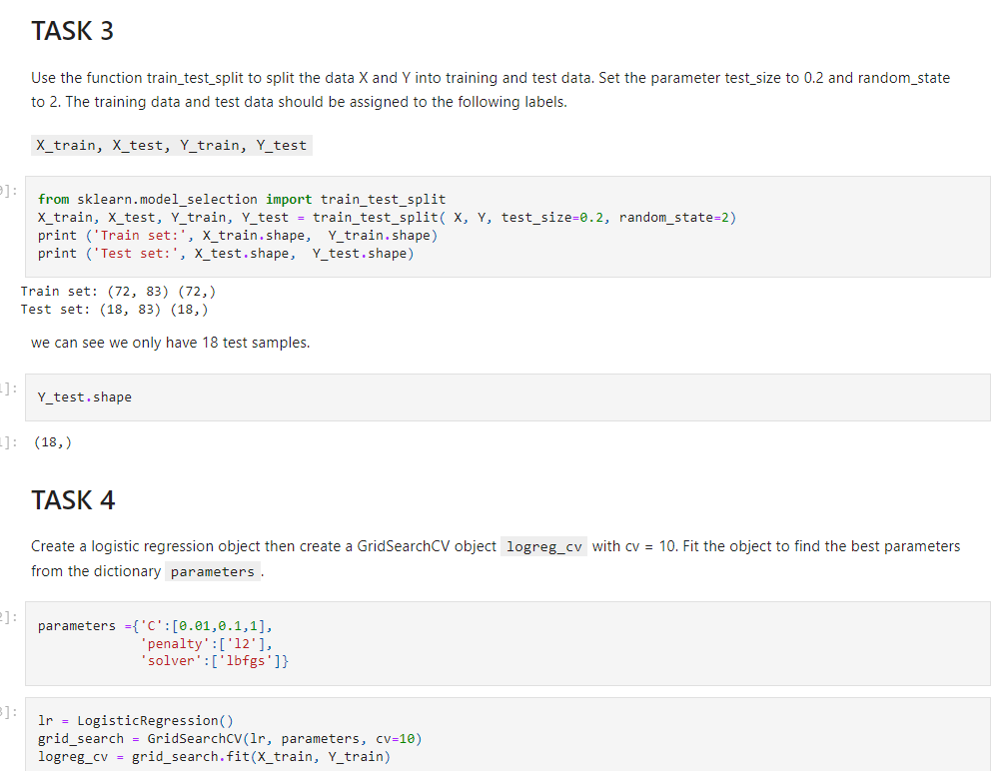 TASK 3
Use the function train_test_split to split the data X and Y into training and test data. Set the parameter test_size to 0.2 and random_state
to 2. The training data and test data should be assigned to the following labels.
X_train, X_test, Y_train, Y_test
]:
from sklearn.model_selection import train_test_split
X_train, X_test, Y_train, Y_test = train_test_split( X, Y, test_size=0.2, random_state=2)
print ('Train set:', X_train.shape,  Y_train.shape)
print ('Test set:', X_test.shape,  Y_test.shape)
Train set: (72, 83) (72,)
Test set: (18, 83) (18,)
we can see we only have 18 test samples.
]:
Y_test.shape
]:
(18,)
TASK 4
Create a logistic regression object then create a GridSearchCV object logreg_cv with cv = 10. Fit the object to find the best parameters
from the dictionary parameters .
]:
parameters ={'C':[0.01,0.1,1],
'penalty':['l2'],
'solver':['lbfgs']}
]:
lr = LogisticRegression()
grid_search = GridSearchCV(lr, parameters, cv=10)
logreg_cv = grid_search.fit(X_train, Y_train)